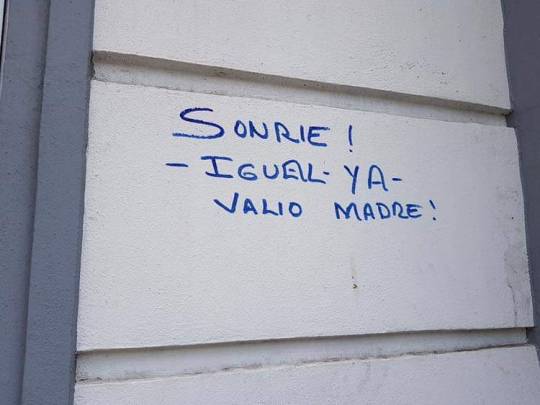 SONRIE!
- IGUAL - YA -
VALIO MADRE!